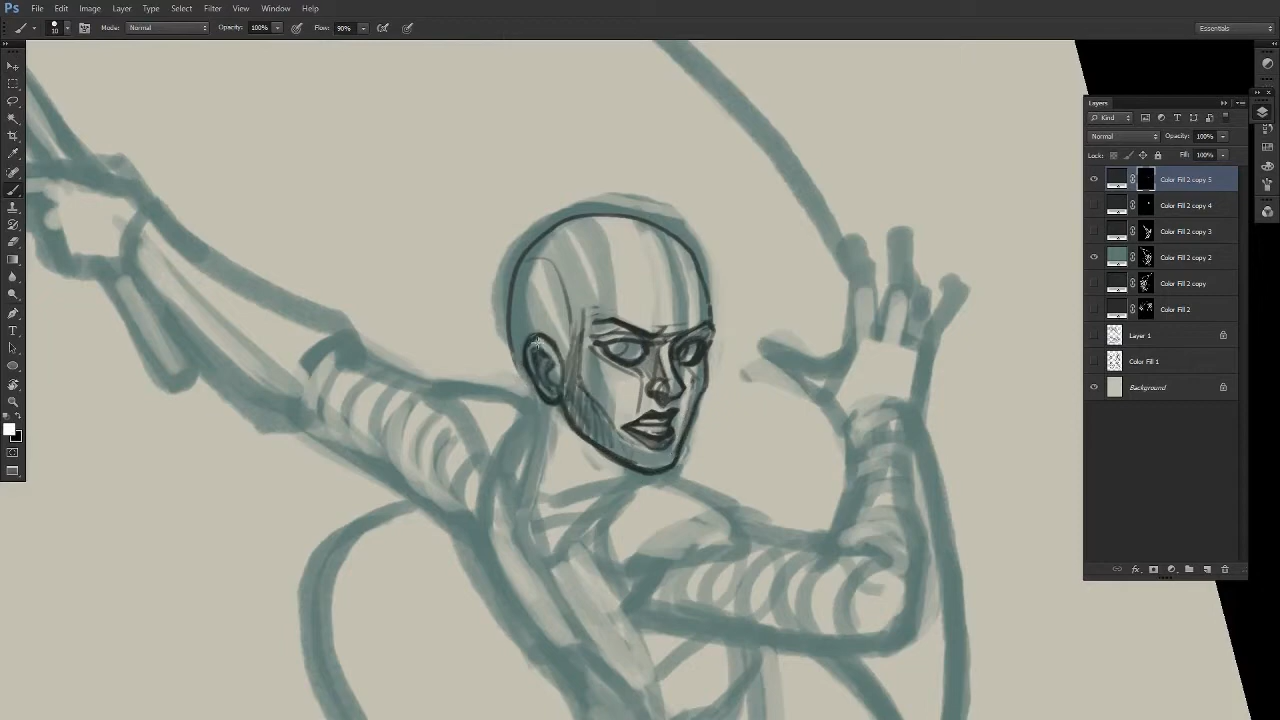 Ps File Edit Image Layer Type Select Filter View Window Help
10 Mode: Normal Opacity: 100% Flow: 90% Essentials
Layers
Kind
Normal Opacity: 100%
Lock: Fill: 100%
Color Fill 2 copy 5
Color Fill 2 copy 4
Color Fill 2 copy 3
Color Fill 2 copy 2
Color Fill 2 copy
Color Fill 2
Layer 1
Color Fill 1
Background
T
fx